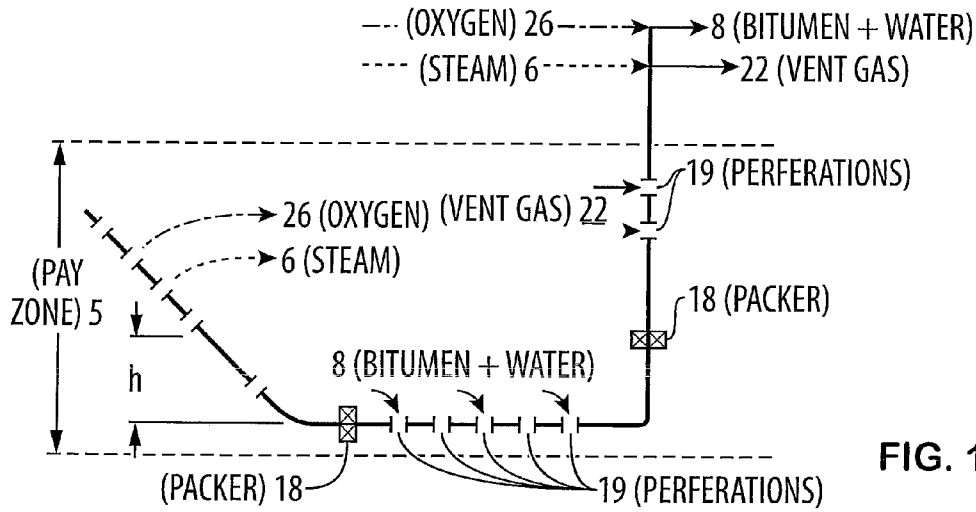 (OXYGEN) 26
8 (BITUMEN + WATER)
(STEAM) 6
22 (VENT GAS)
19 (PERFERATIONS)
26 (OXYGEN) (VENT GAS) 22
6 (STEAM)
(PAY
ZONE) 5
18 (PACKER)
h
8 (BITUMEN + WATER)
(PACKER) 18
19 (PERFERATIONS)
FIG. 1